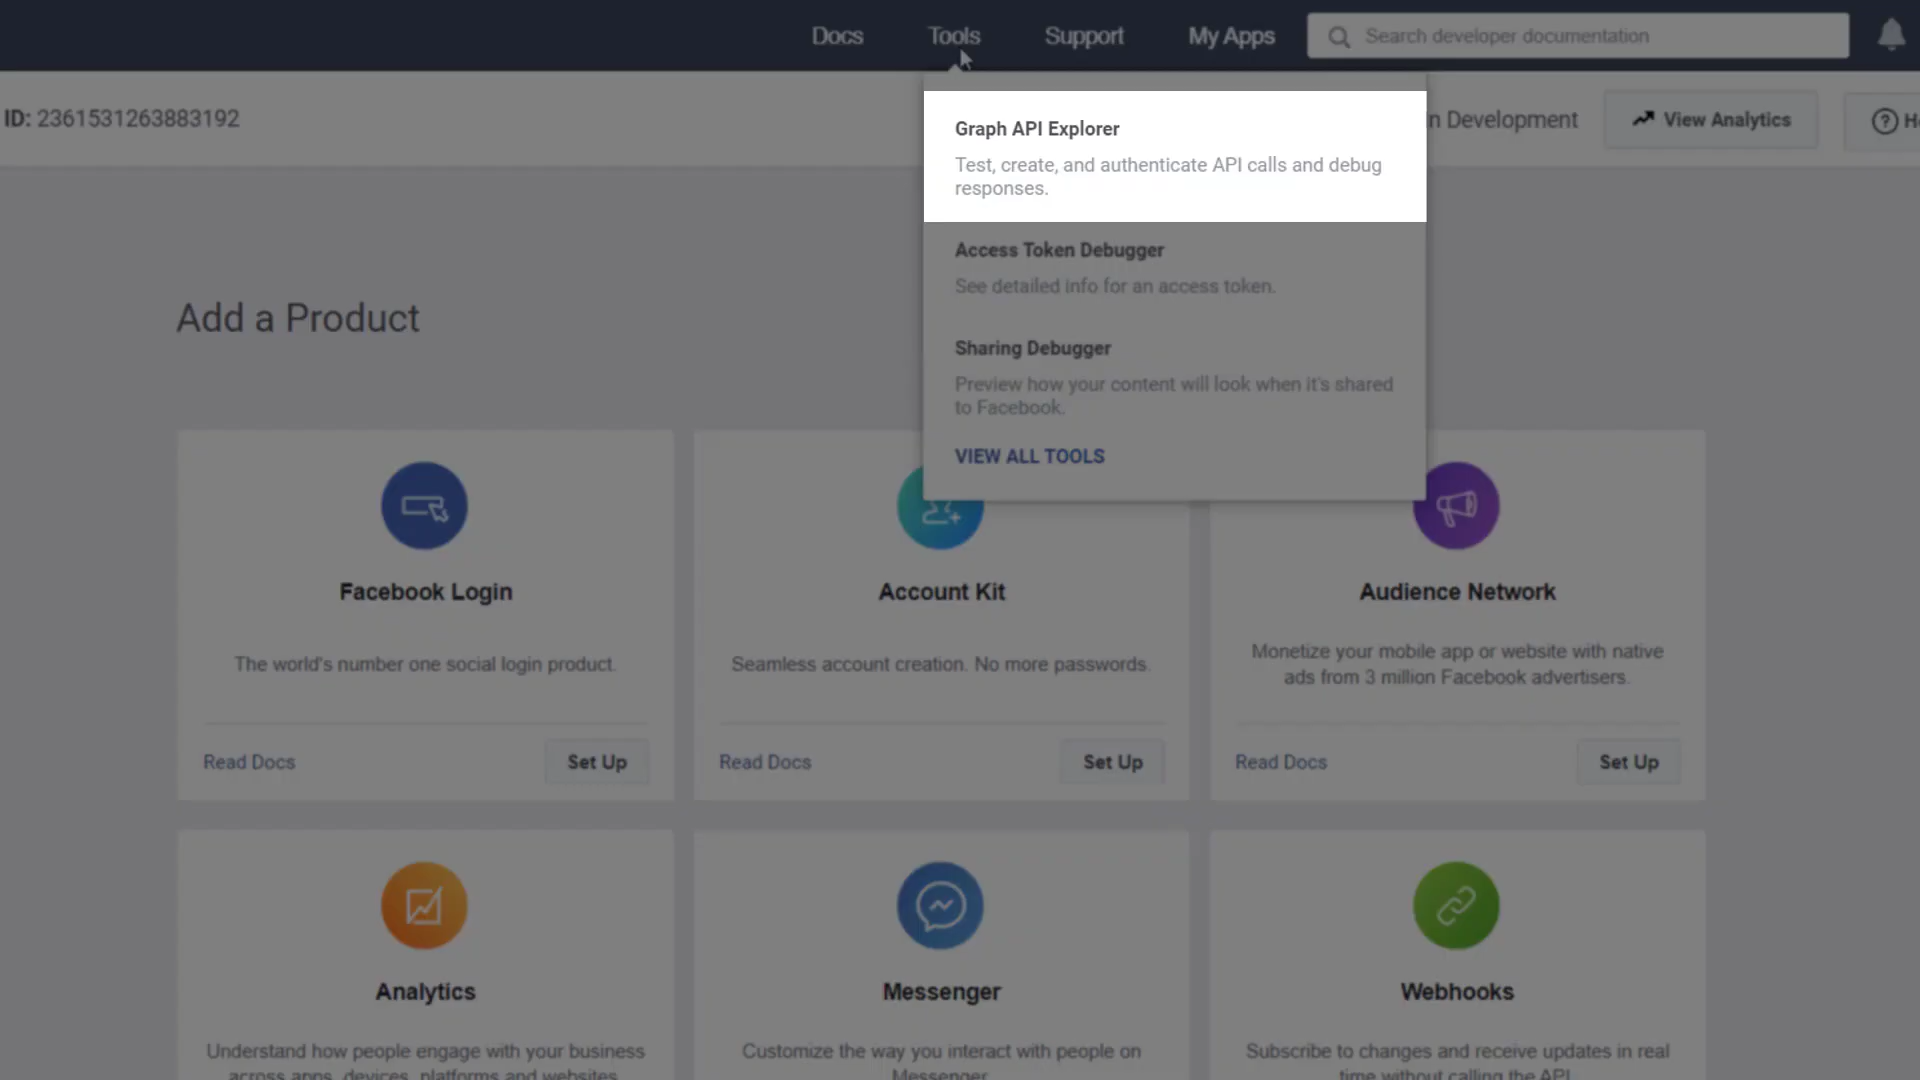 Docs
Tools
Support
My Apps
Search developer documentation
ID: 2361531263883192
n Development
View Analytics
Graph API Explorer
Test, create, and authenticate API calls and debug
responses.
Access Token Debugger
See detailed info for an access token.
Sharing Debugger
Preview how your content will look when it's shared
to Facebook.
VIEW ALL TOOLS
Add a Product
Facebook Login
The world's number one social login product.
Read Docs
Set Up
Account Kit
Seamless account creation. No more passwords.
Read Docs
Set Up
Audience Network
Monetize your mobile app or website with native
ads from 3 million Facebook advertisers.
Read Docs
Set Up
Analytics
Understand how people engage with your business
across apps, devices, platforms and websites.
Messenger
Customize the way you interact with people on
Messenger.
Webhooks
Subscribe to changes and receive updates in real
time without calling the API.